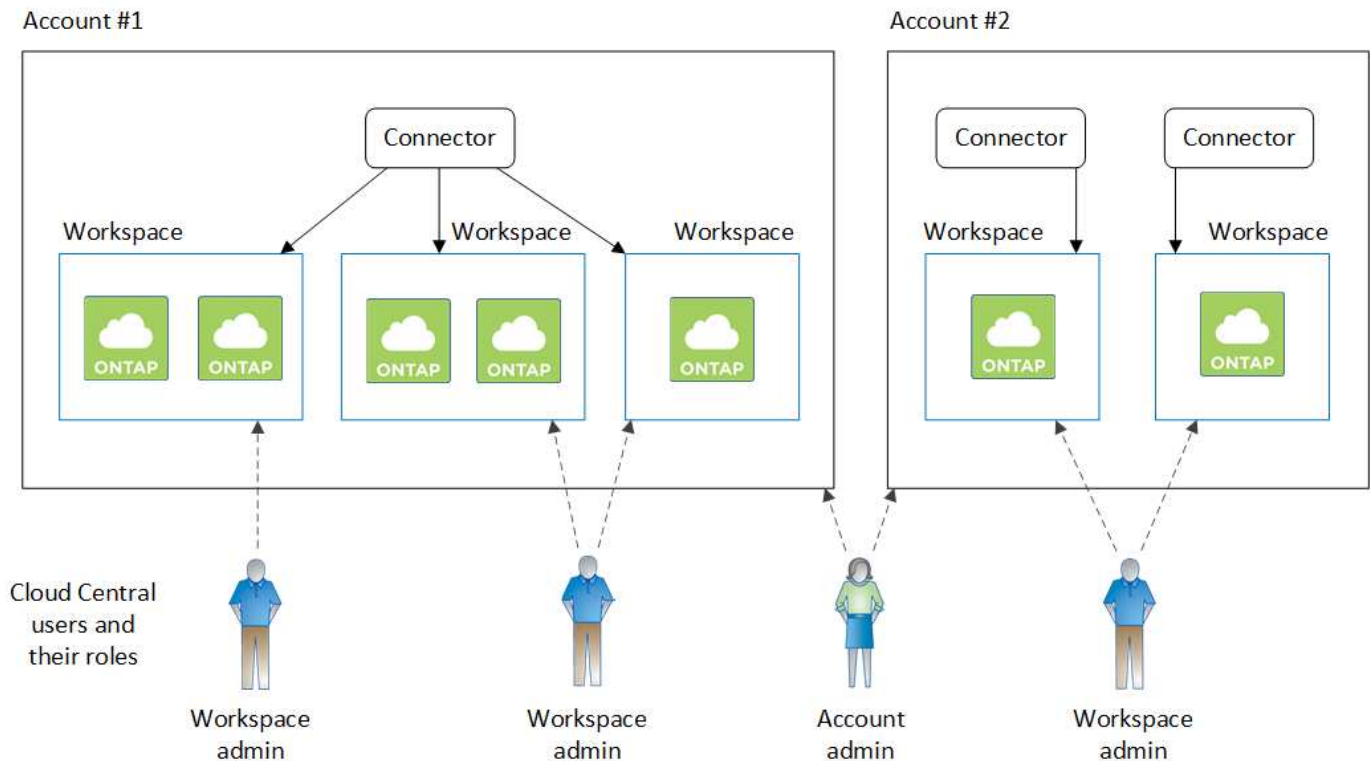 Account #1
Account #2
Connector
Connector
Connector
Workspace
Workspace
Workspace
Workspace
Workspace
ONTAP
ONTAP
ONTAP
ONTAP
ONTAP
ONTAP
ONTAP
Cloud Central
users and
their roles
Workspace
admin
Workspace
admin
Account
admin
Workspace
admin